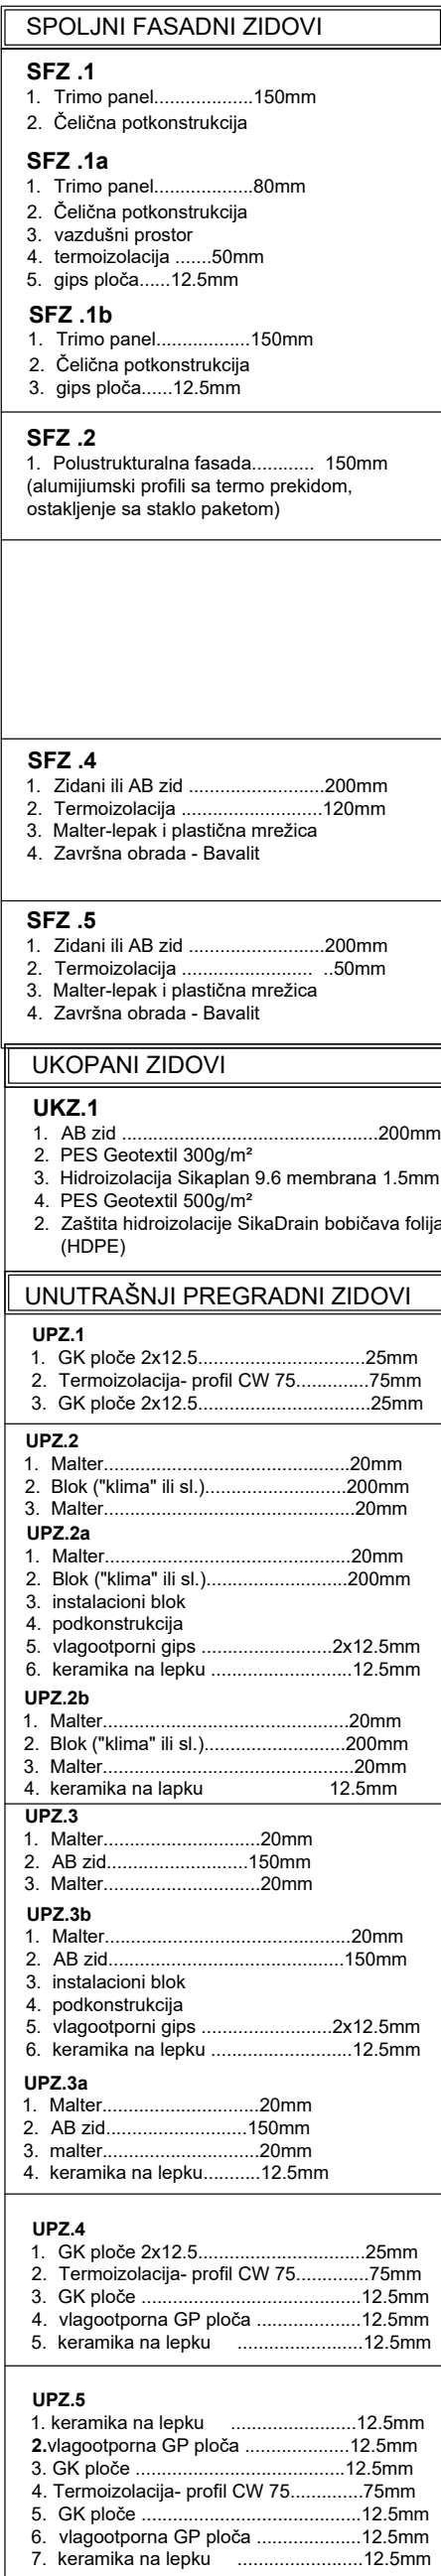 SPOLJNI FASADNI ZIDOVI
SFZ .1
1. Trimo panel...................150mm
2. Čelična potkonstrukcija
SFZ .1a
1. Trimo panel...................80mm
2. Čelična potkonstrukcija
3. vazdušni prostor
4. termoizolacija .......50mm
5. gips ploča......12.5mm
SFZ .1b
1. Trimo panel..................150mm
2. Čelična potkonstrukcija
3. gips ploča......12.5mm
SFZ .2
1. Polustrukturalna fasada............ 150mm
(alumijiumski profili sa termo prekidom,
ostakljenje sa staklo paketom)
SFZ .4
1. Zidani ili AB zid ..........................200mm
2. Termoizolacija ...........................120mm
3. Malter-lepak i plastična mrežica
4. Završna obrada - Bavalit
SFZ .5
1. Zidani ili AB zid ..........................200mm
2. Termoizolacija ......................... ..50mm
3. Malter-lepak i plastična mrežica
4. Završna obrada - Bavalit
UKOPANI ZIDOVI
UKZ.1
1. AB zid .................................................200mm
2. PES Geotextil 300g/m²
3. Hidroizolacija Sikaplan 9.6 membrana 1.5mm
4. PES Geotextil 500g/m²
2. Zaštita hidroizolacije SikaDrain bobičava folija
(HDPE)
UNUTRAŠNJI PREGRADNI ZIDOVI
UPZ.1
1. GK ploče 2x12.5................................25mm
2. Termoizolacija- profil CW 75..............75mm
3. GK ploče 2x12.5.................................25mm
UPZ.2
1. Malter...............................................20mm
2. Blok ("klima" ili sl.)...........................200mm
3. Malter................................................20mm
UPZ.2a
1. Malter...............................................20mm
2. Blok ("klima" ili sl.)...........................200mm
3. instalacioni blok
4. podkonstrukcija
5. vlagootporni gips .........................2x12.5mm
6. keramika na lepku ...........................12.5mm
UPZ.2b
1. Malter...............................................20mm
2. Blok ("klima" ili sl.)...........................200mm
3. Malter................................................20mm
4. keramika na lapku 12.5mm
UPZ.3
1. Malter..............................20mm
2. AB zid...........................150mm
3. Malter..............................20mm
UPZ.3b
1. Malter...............................................20mm
2. AB zid.............................................150mm
3. instalacioni blok
4. podkonstrukcija
5. vlagootporni gips .........................2x12.5mm
6. keramika na lepku ...........................12.5mm
UPZ.3a
1. Malter..............................20mm
2. AB zid...........................150mm
3. malter..............................20mm
4. keramika na lepku...........12.5mm
UPZ.4
1. GK ploče 2x12.5................................25mm
2. Termoizolacija- profil CW 75..............75mm
3. GK ploče ..........................................12.5mm
4. vlagootporna GP ploča ....................12.5mm
5. keramika na lepku ........................12.5mm
UPZ.5
1. keramika na lepku ........................12.5mm
2.vlagootporna GP ploča ....................12.5mm
3. GK ploče ........................................12.5mm
4. Termoizolacija- profil CW 75..............75mm
5. GK ploče ..........................................12.5mm
6. vlagootporna GP ploča ....................12.5mm
7. keramika na lepku ........................12.5mm